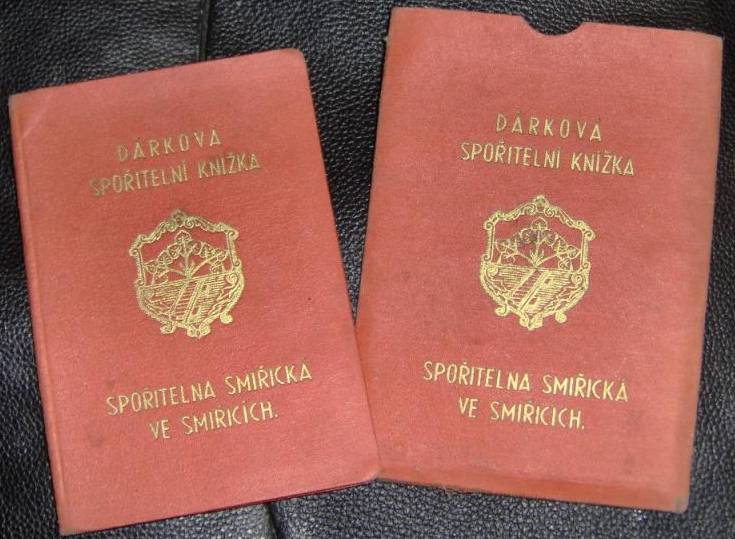 DÁRKOVÁ
SPOŘITELNÍ KNÍŽKA
SPOŘITELNA SMIŘICKÁ
VE SMIŘICÍCH.
DÁRKOVÁ
SPOŘITELNÍ KNÍŽKA
SPOŘITELNA SMIŘICKÁ
VE SMIŘICÍCH.